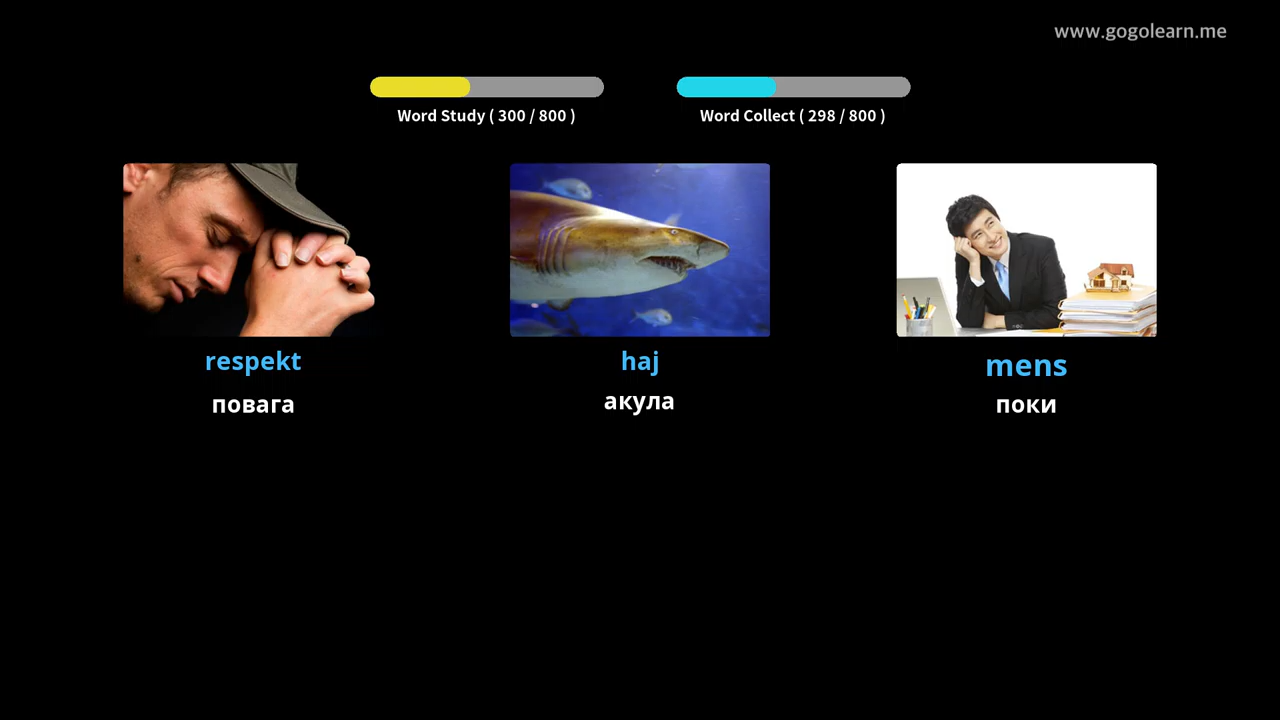 www.gogolearn.me
Word Study ( 300 / 800 )
Word Collect ( 298 / 800 )
respekt
haj
mens
повага
акула
поки